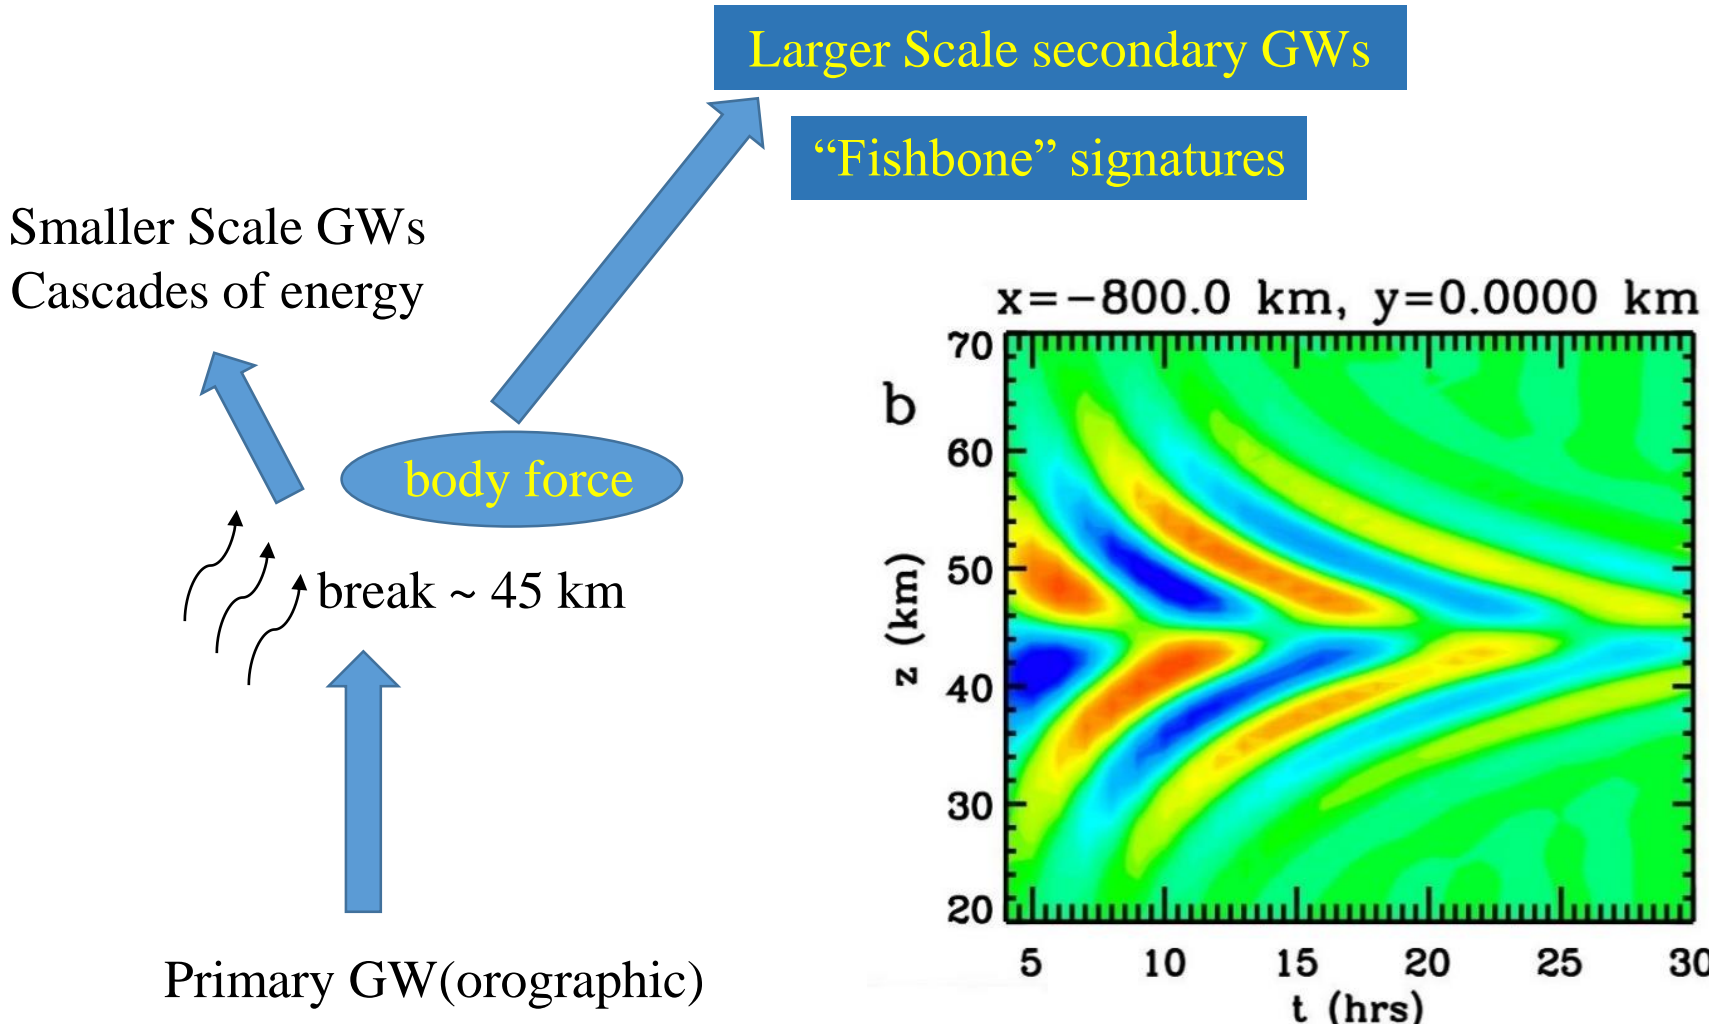 Larger Scale secondary GWs
“Fishbone” signatures
Smaller Scale GWs
Cascades of energy
body force
break ~ 45 km
Primary GW(orographic)
x=−800.0 km, y=0.0000 km
b
70
60
50
40
30
20
z (km)
5 10 15 20 25 30
t (hrs)